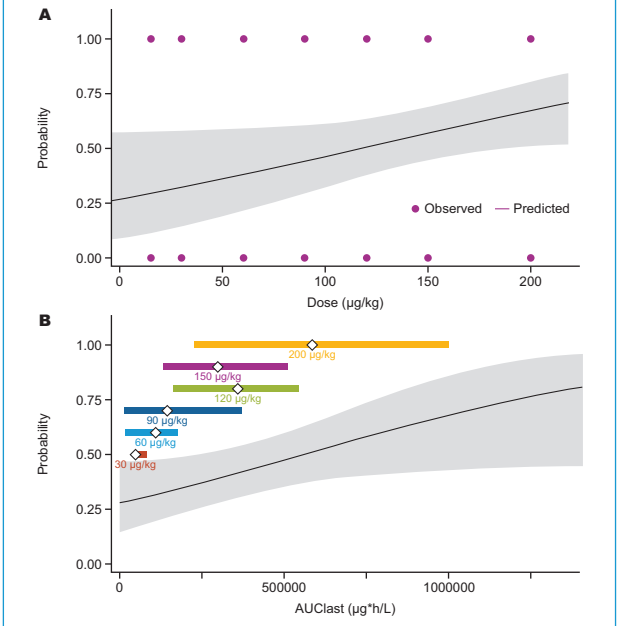 A
1.00
0.75
0.50
0.25
0.00
Probability
Observed Predicted
0 50 100 150 200
Dose (µg/kg)
B
1.00
0.75
0.50
0.25
0.00
Probability
200 µg/kg
150 µg/kg
120 µg/kg
90 µg/kg
60 µg/kg
30 µg/kg
0 500000 1000000
AUClast (µg*h/L)